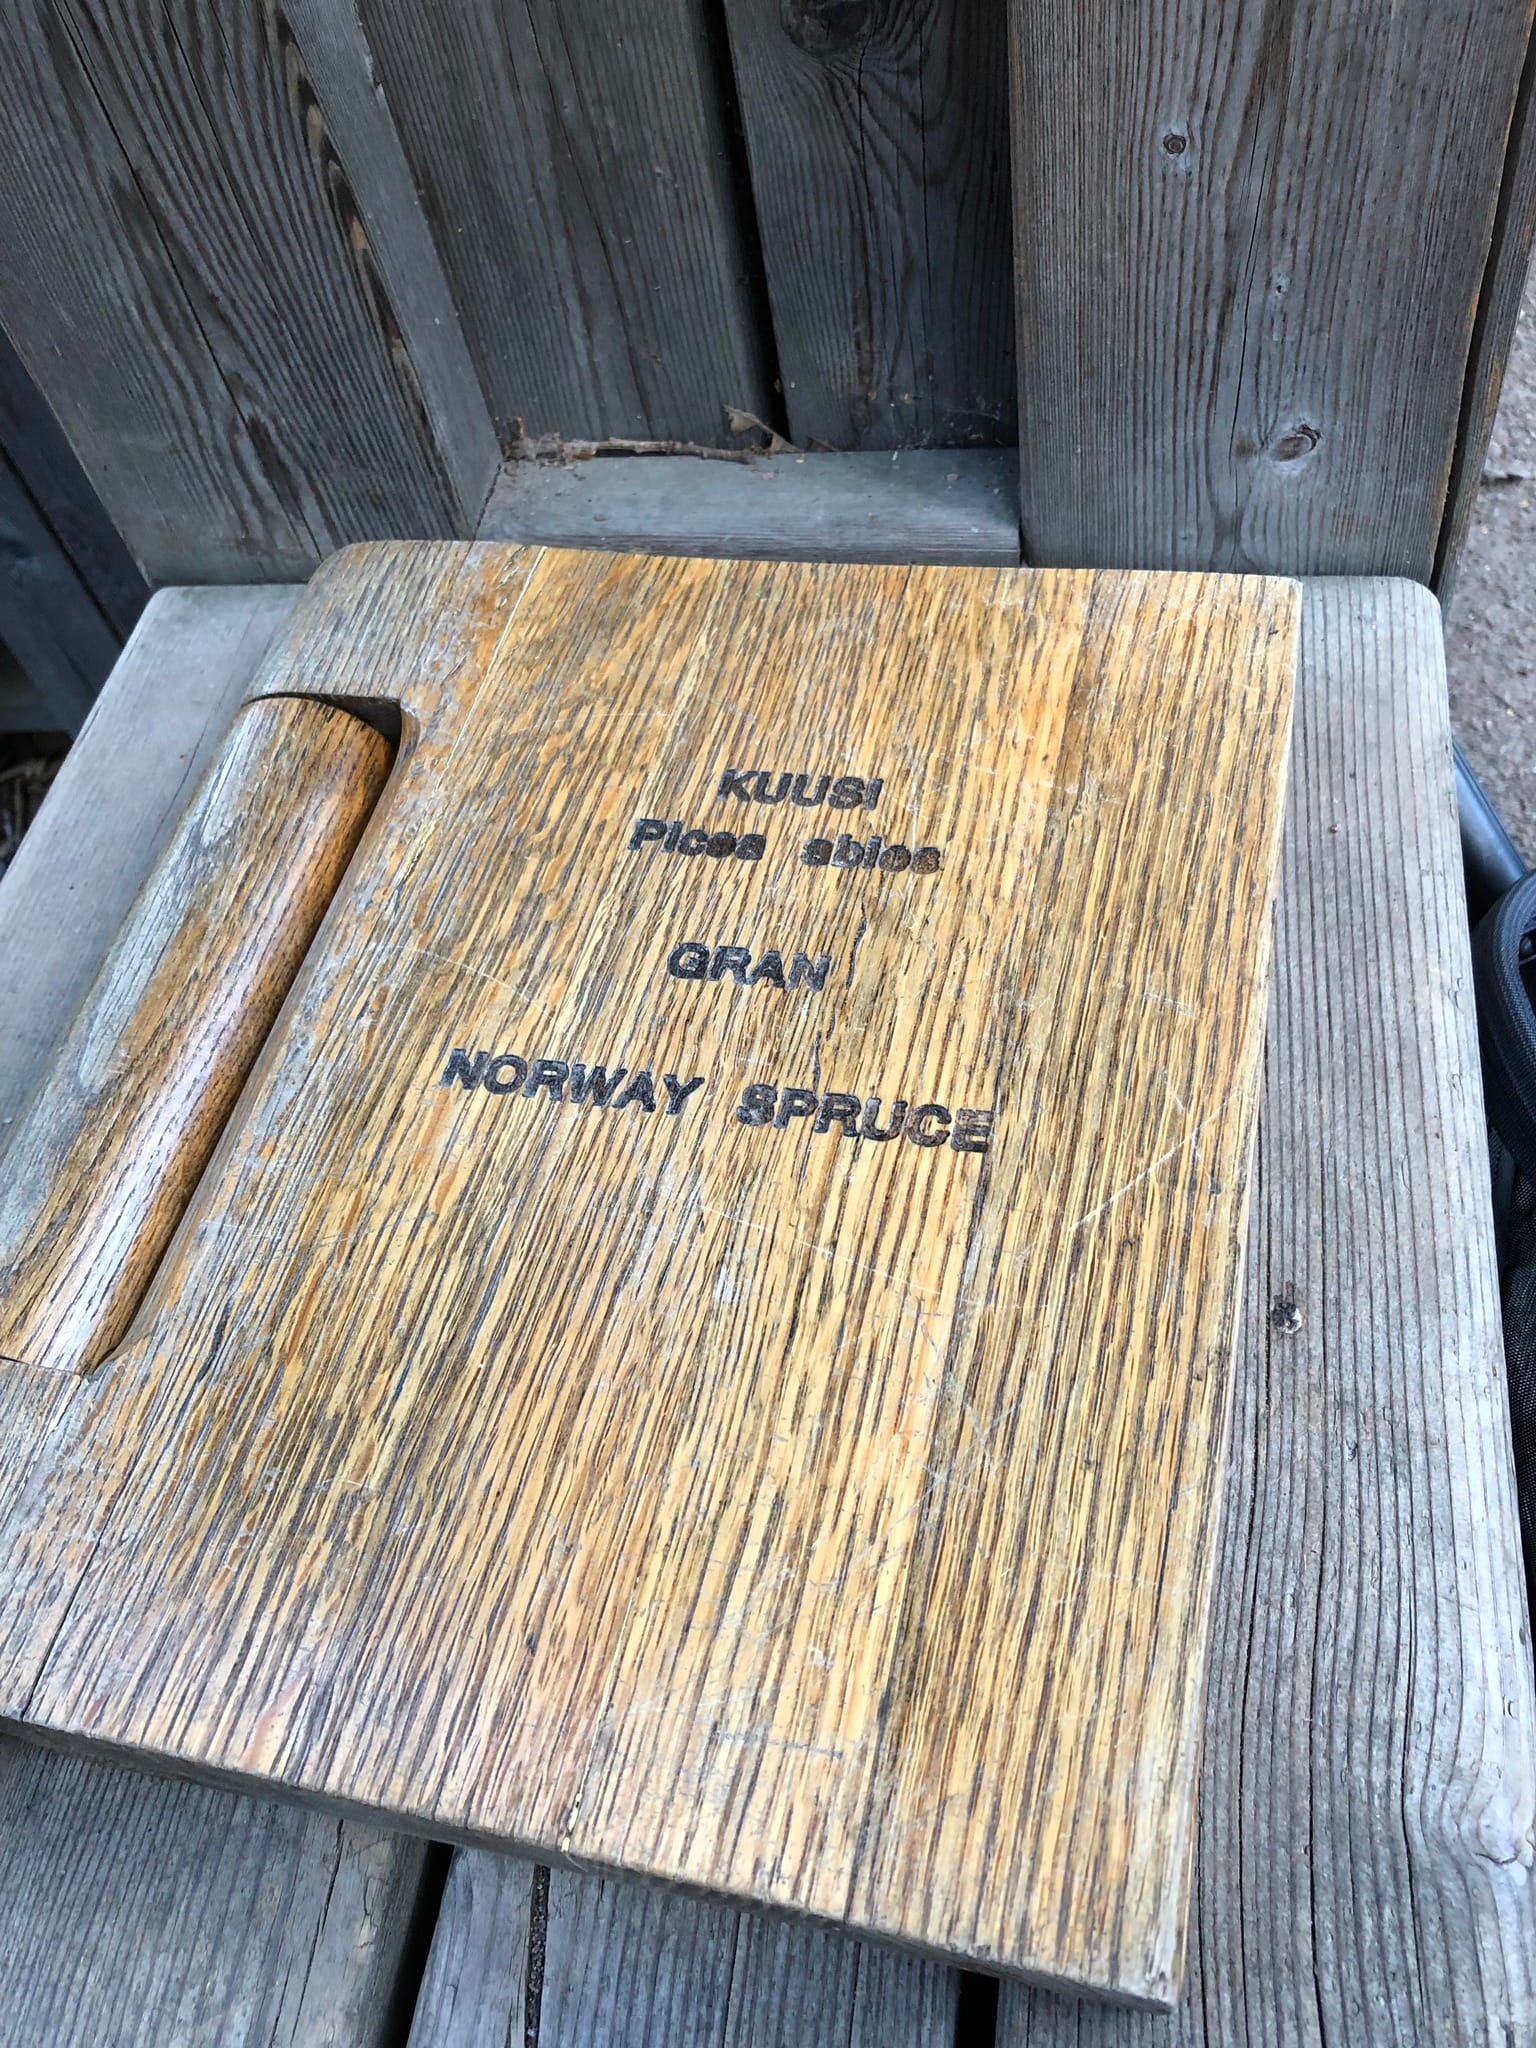 KUUSI
Picea abies
GRAN
NORWAY SPRUCE